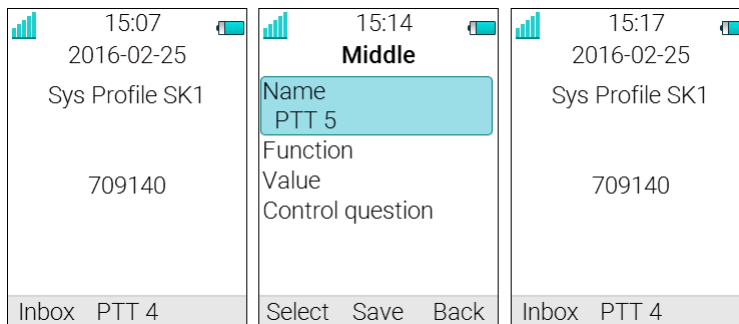 15:07
2016-02-25
Sys Profile SK1
709140
Inbox PTT 4
15:14
Middle
Name
PTT 5
Function
Value
Control question
Select Save Back
15:17
2016-02-25
Sys Profile SK1
709140
Inbox PTT 4